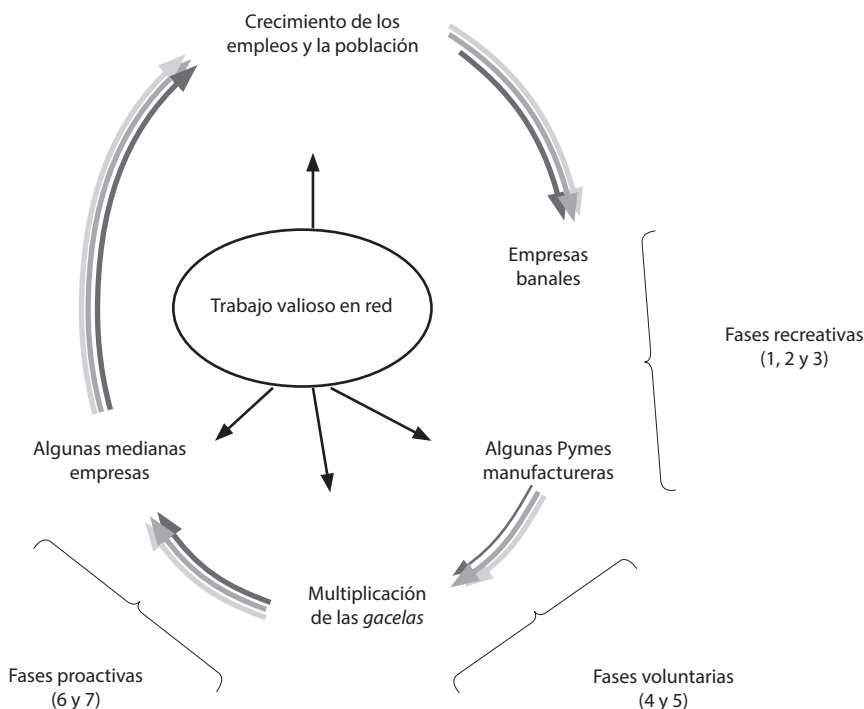 Crecimiento de los
empleos y la población
Empresas
banales
Trabajo valioso en red
Fases recreativas
(1, 2 y 3)
Algunas medianas
empresas
Algunas Pymes
manufactureras
Multiplicación
de las gacelas
Fases proactivas
(6 y 7)
Fases voluntarias
(4 y 5)